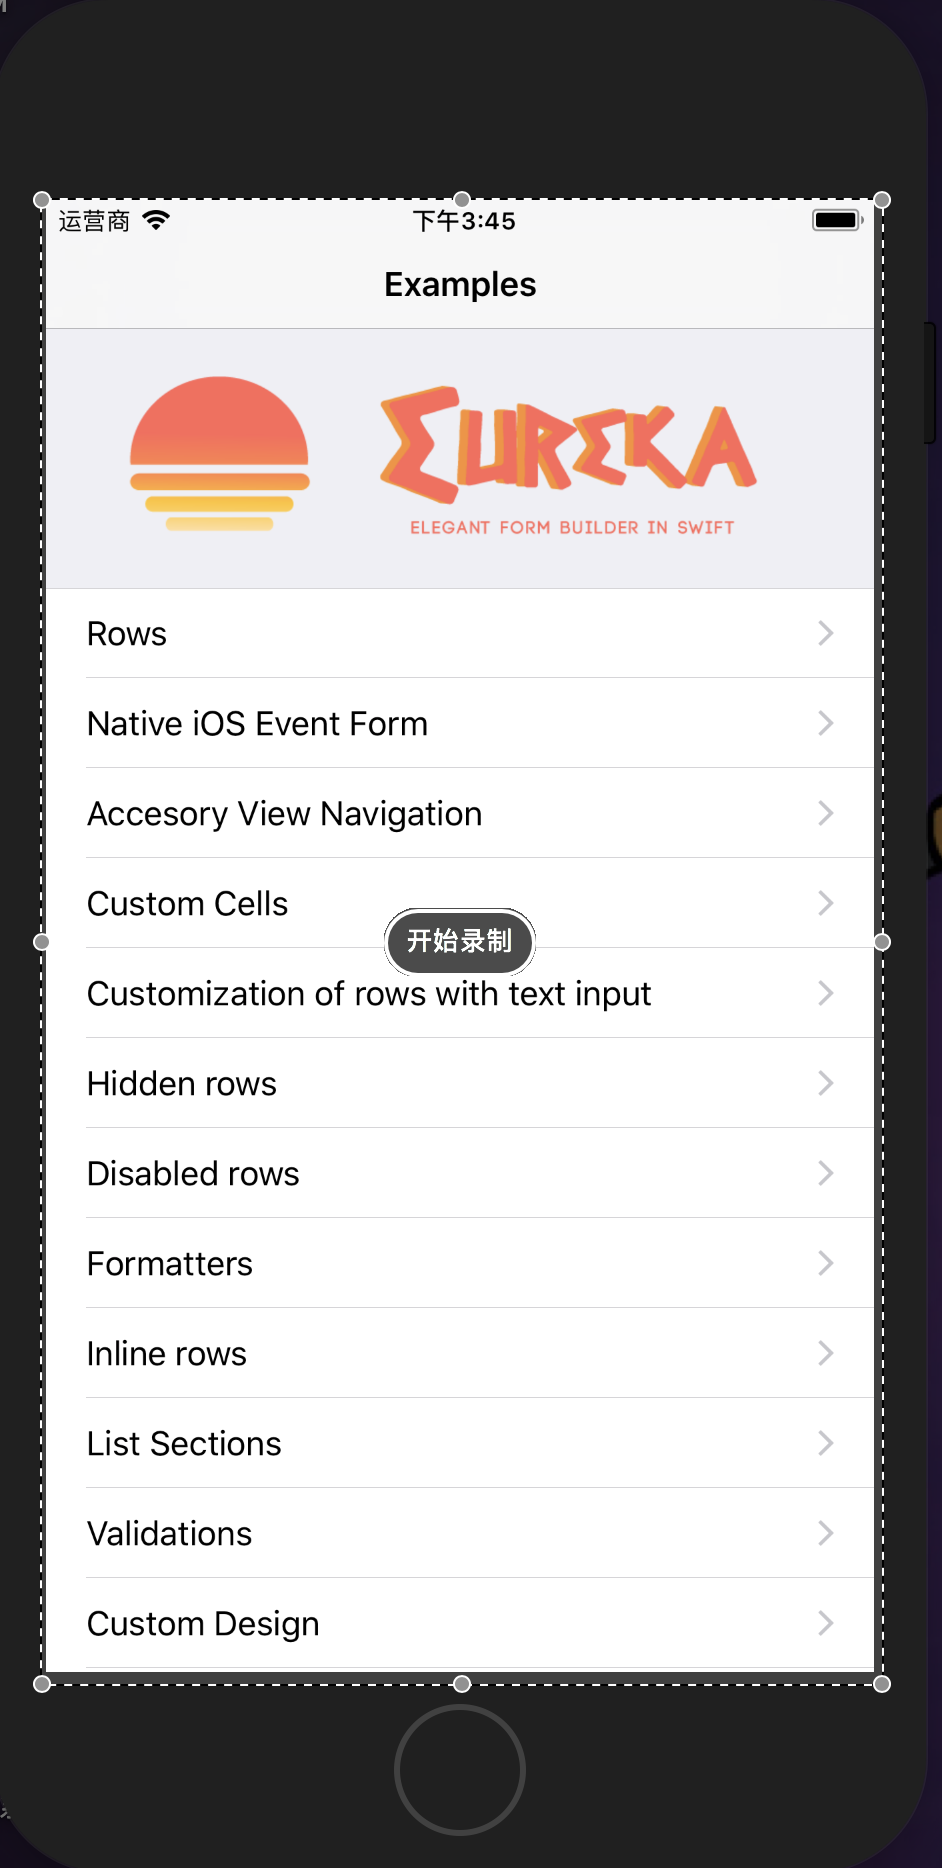 运营商
下午3:45
Examples
EUREKA
ELEGANT FORM BUILDER IN SWIFT
Rows
Native iOS Event Form
Accesory View Navigation
Custom Cells
开始录制
Customization of rows with text input
Hidden rows
Disabled rows
Formatters
Inline rows
List Sections
Validations
Custom Design